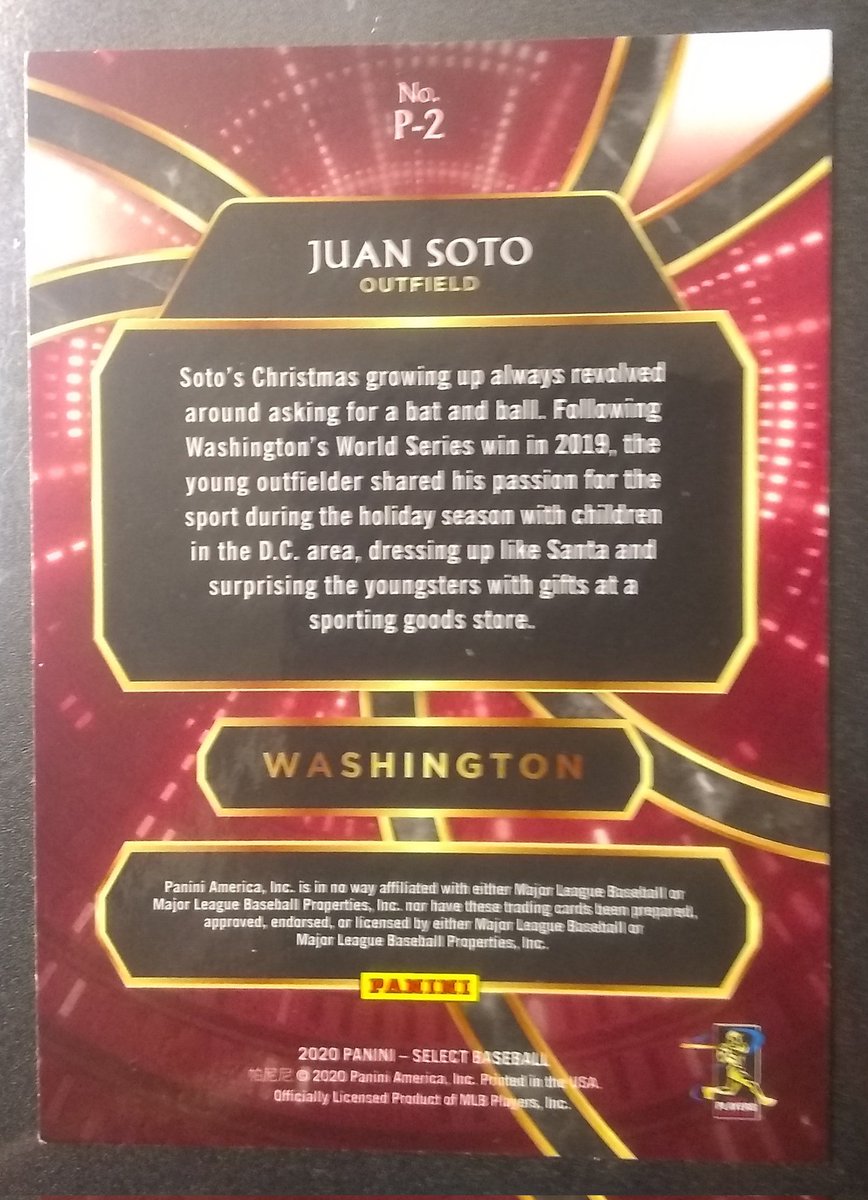 No.
P-2
JUAN SOTO
OUTFIELD
Soto's Christmas growing up always revolved
around asking for a bat and ball. Following
Washington's World Series win in 2019, the
young outfielder shared his passion for the
sport during the holiday season with children
in the D.C. area, dressing up like Santa and
surprising the youngsters with gifts at a
sporting goods store.
WASHINGTON
Panini America, Inc. is in no way affiliated with either Major League Baseball or
Major League Baseball Properties, Inc. nor have these trading cards been prepared,
approved, endorsed, or licensed by either Major League Baseball or
Major League Baseball Properties, Inc.
PANINI
2020 PANINI – SELECT BASEBALL
帕尼尼 © 2020 Panini America, Inc. Printed in the USA.
Officially Licensed Product of MLB Players, Inc.
PLAYERS